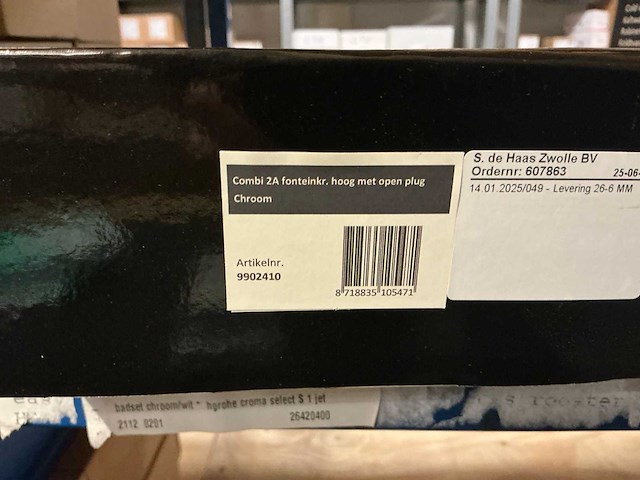 Combi 2A fonteinkr. hoog met open plug
Chroom
Artikelnr.
9902410
8 718835 105471
S. de Haas Zwolle BV
Ordernr: 607863 25-06-
14.01.2025/049 - Levering 26-6 MM
badset chroom/wit * hgrohe croma select S 1 jet
2112 0201 26420400
rooster